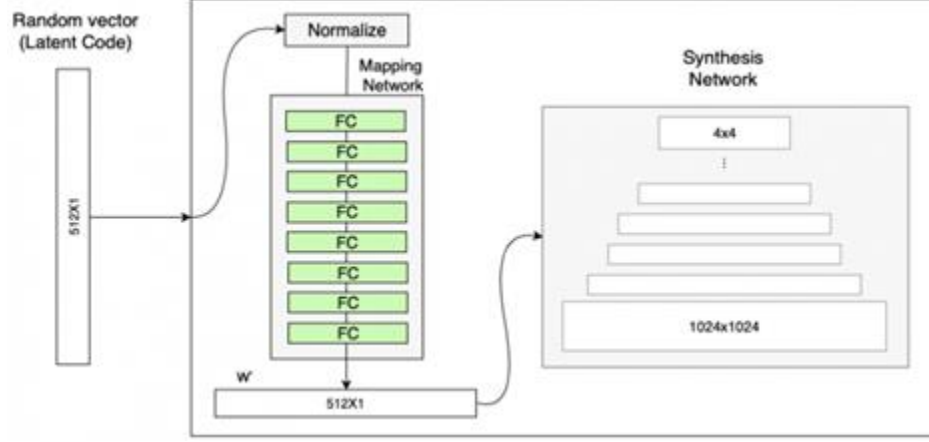 Random vector
(Latent Code)
512X1
Normalize
Mapping
Network
FC
FC
FC
FC
FC
FC
FC
FC
W'
512X1
Synthesis
Network
4x4
⋮
1024x1024